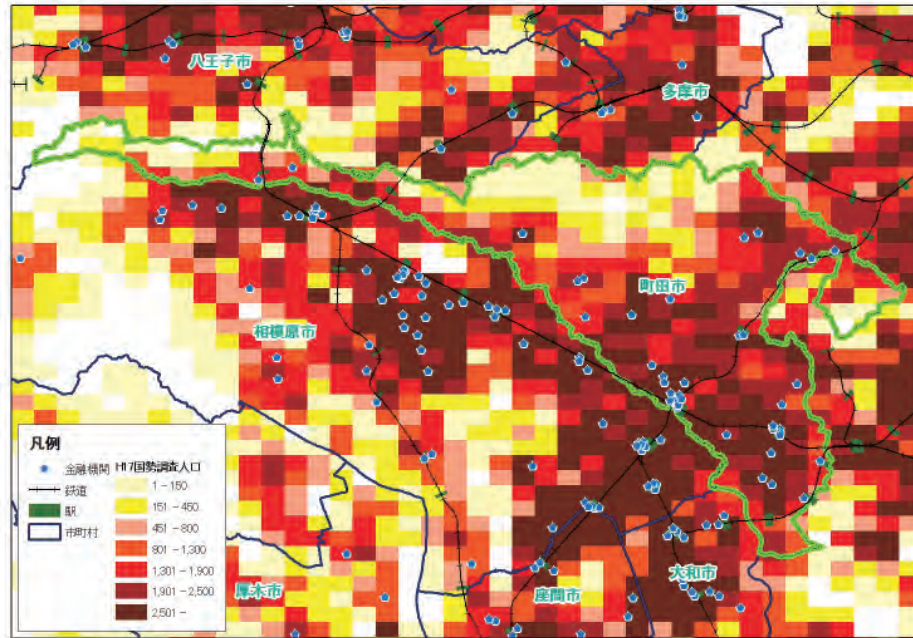 八王子市
多摩市
町田市
相模原市
厚木市
座間市
大和市
凡例
金融機関
鉄道
駅
市町村
H17国勢調査人口
1 - 150
151 - 450
451 - 800
801 - 1,300
1,301 - 1,900
1,901 - 2,500
2,501 -